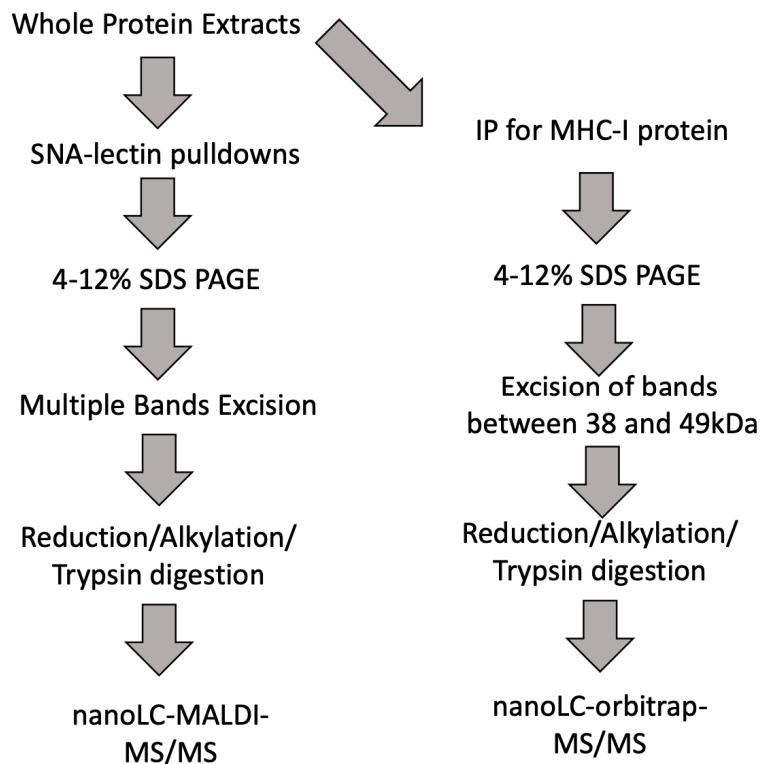 Whole Protein Extracts
SNA-lectin pulldowns
4-12% SDS PAGE
Multiple Bands Excision
Reduction/Alkylation/
Trypsin digestion
nanoLC-MALDI-
MS/MS
IP for MHC-I protein
4-12% SDS PAGE
Excision of bands
between 38 and 49kDa
Reduction/Alkylation/
Trypsin digestion
nanoLC-orbitrap-
MS/MS